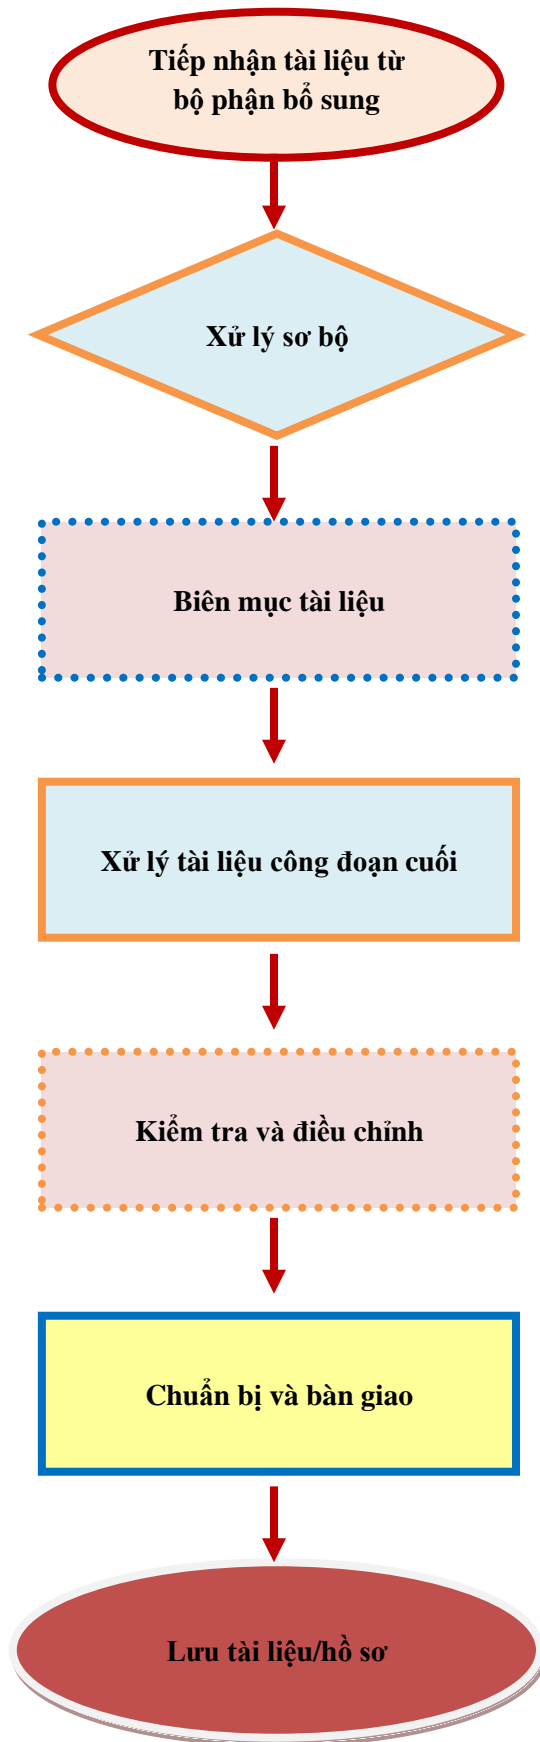 Tiếp nhận tài liệu từ
bộ phận bổ sung
Xử lý sơ bộ
Biên mục tài liệu
Xử lý tài liệu công đoạn cuối
Kiểm tra và điều chỉnh
Chuẩn bị và bàn giao
Lưu tài liệu/hồ sơ